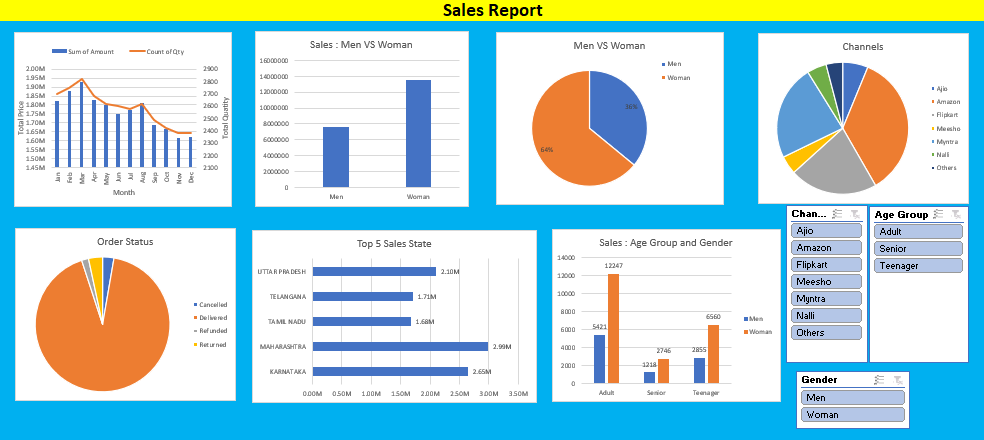 Sales Report
Sum of Amount
Count of Qty
2.00M
1.95M
1.90M
1.85M
1.80M
1.75M
1.70M
1.65M
1.60M
1.55M
1.50M
1.45M
2900
2800
2700
2600
2500
2400
2300
2200
2100
Total Price
Total Quatity
Jan
Feb
Mar
Apr
May
Jun
Jul
Aug
Sep
Oct
Nov
Dec
Month
Sales : Men VS Woman
16000000
14000000
12000000
10000000
8000000
6000000
4000000
2000000
0
Men
Woman
Men VS Woman
Men
Woman
36%
64%
Channels
Ajio
Amazon
Flipkart
Meesho
Myntra
Nalli
Others
Order Status
Cancelled
Delivered
Refunded
Returned
Top 5 Sales State
UTTAR PRADESH
2.10M
TELANGANA
1.71M
TAMIL NADU
1.68M
MAHARASHTRA
2.99M
KARNATAKA
2.65M
0.00M 0.50M 1.00M 1.50M 2.00M 2.50M 3.00M 3.50M
Sales : Age Group and Gender
14000
12000
10000
8000
6000
4000
2000
0
5421
12247
1218
2746
2855
6560
Adult
Senior
Teenager
Men
Woman
Chan...
Ajio
Amazon
Flipkart
Meesho
Myntra
Nalli
Others
Age Group
Adult
Senior
Teenager
Gender
Men
Woman